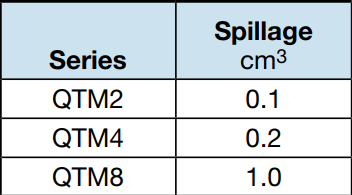 Series Spillage cm³
QTM2 0.1
QTM4 0.2
QTM8 1.0